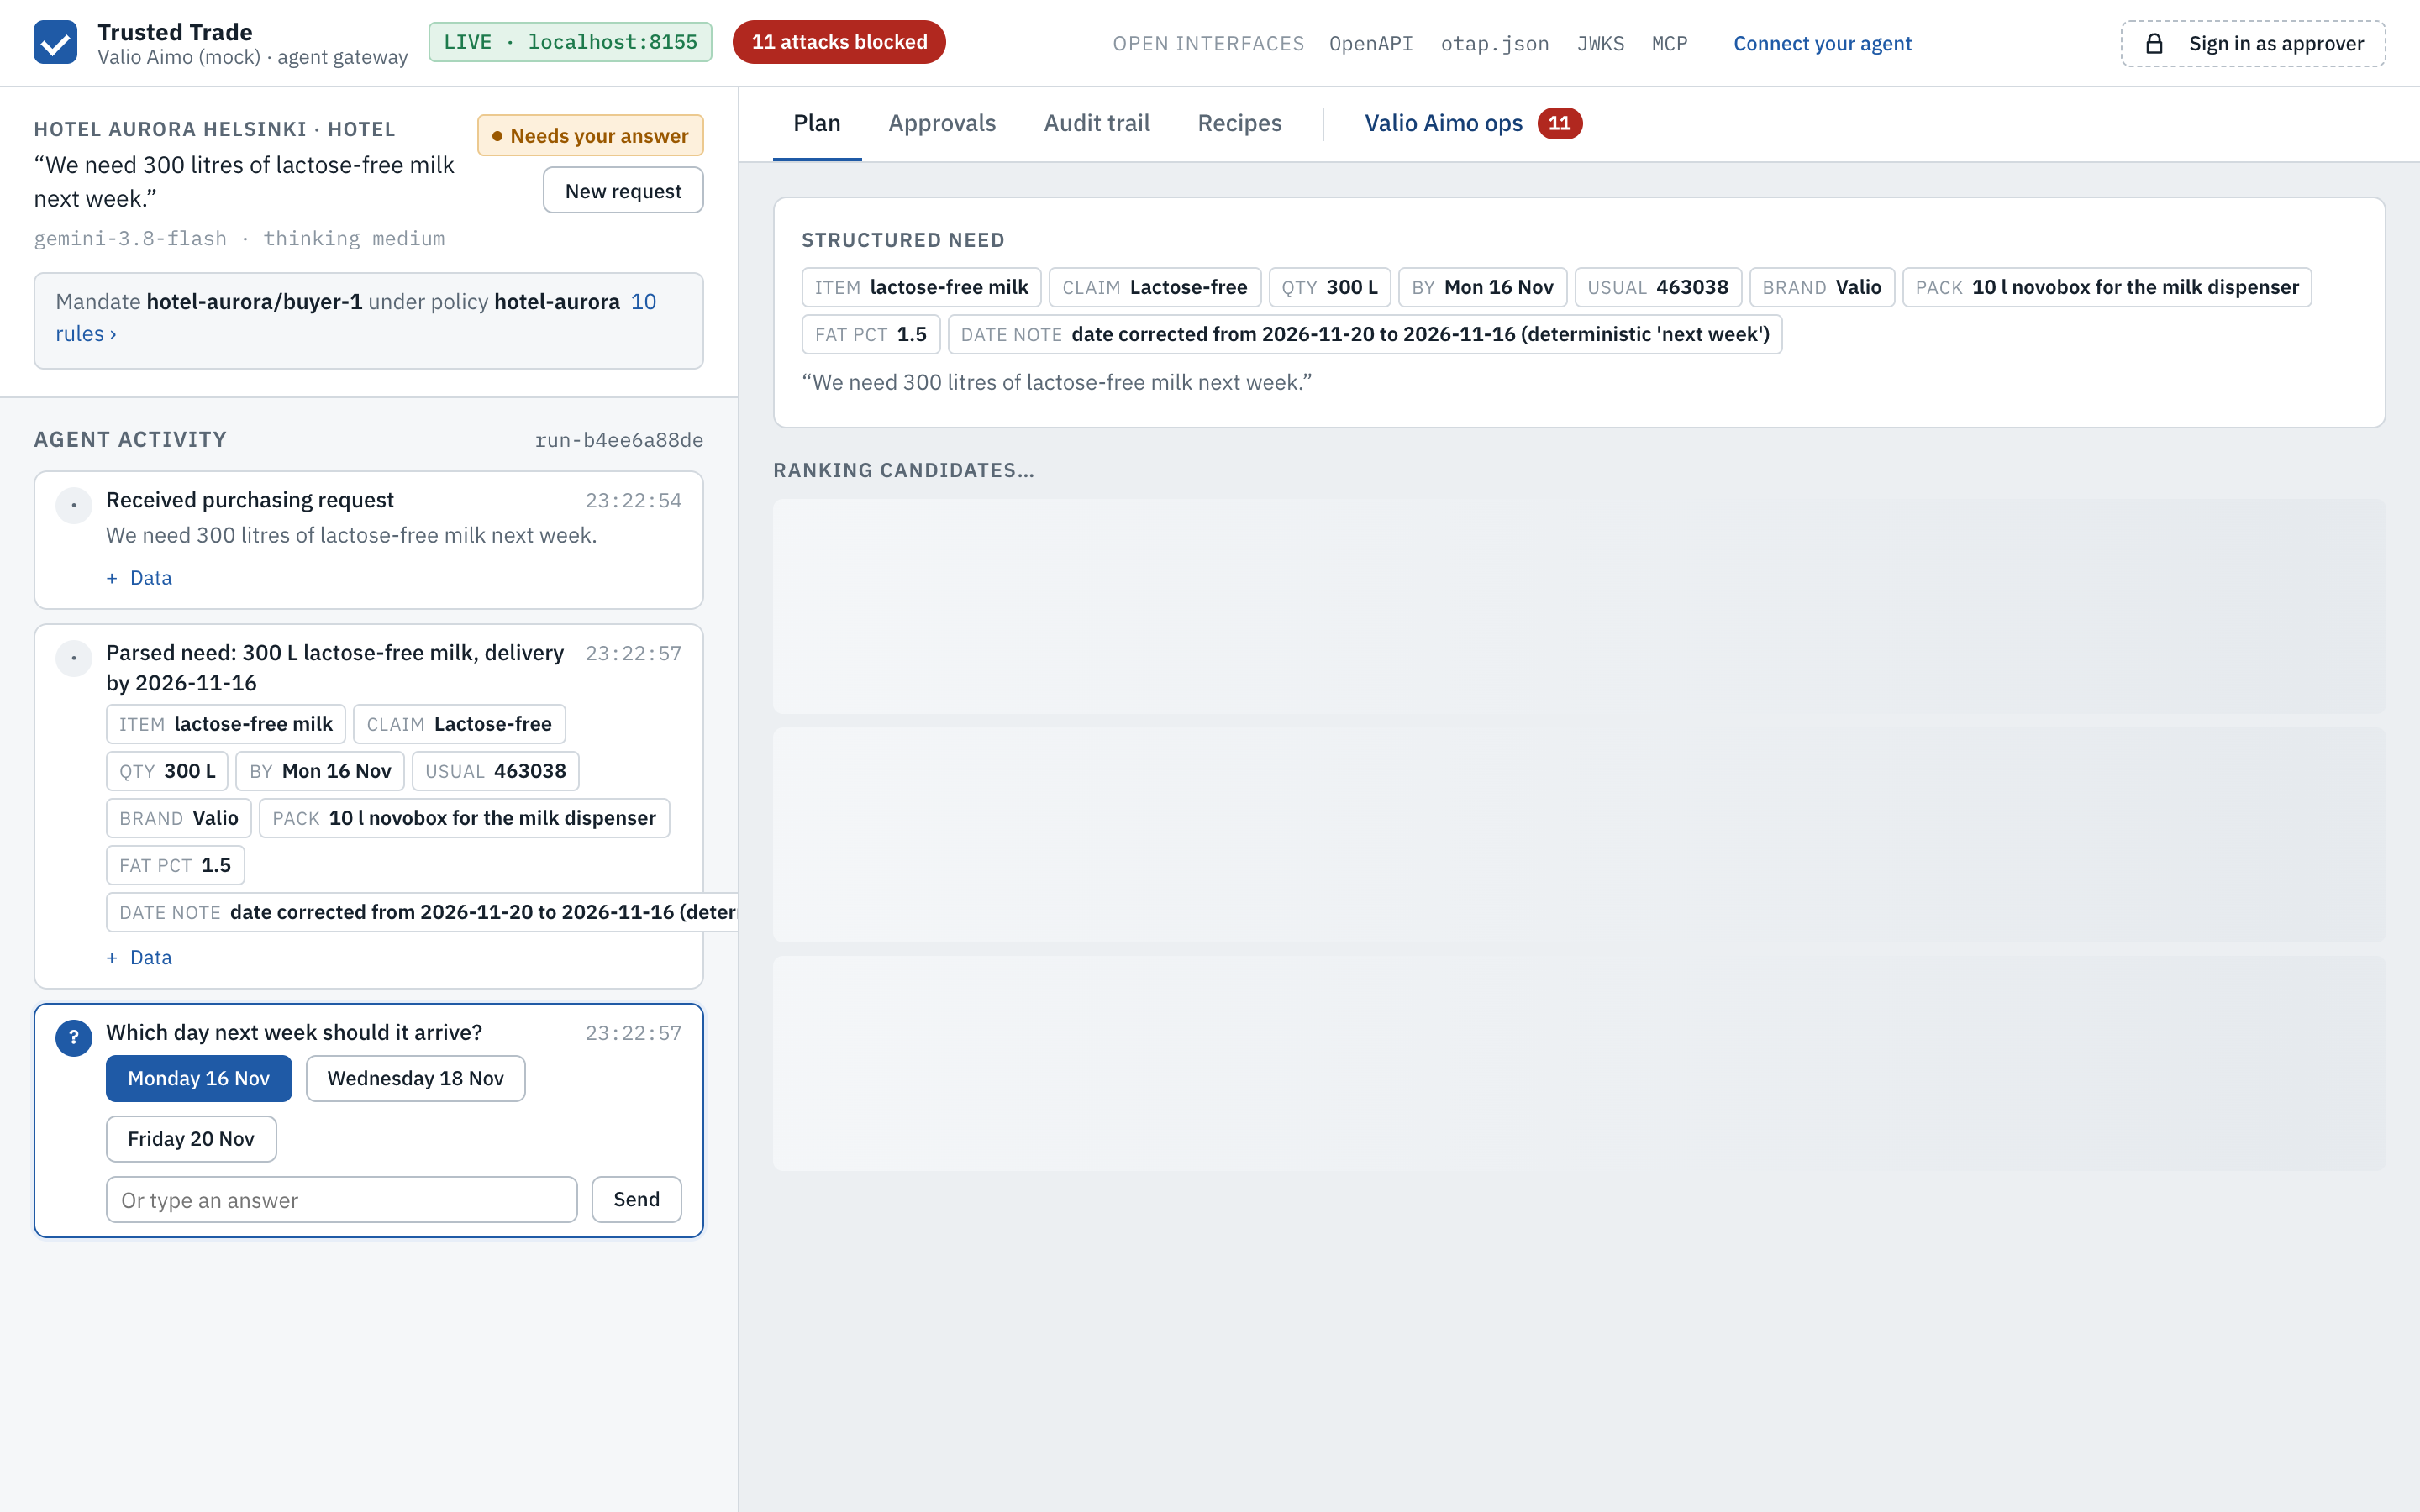 Trusted Trade
Valio Aimo (mock) · agent gateway
LIVE · localhost:8155
11 attacks blocked
OPEN INTERFACES OpenAPI otap.json JWKS MCP Connect your agent
Sign in as approver
HOTEL AURORA HELSINKI · HOTEL
Needs your answer
“We need 300 litres of lactose-free milk
next week.”
New request
gemini-3.8-flash · thinking medium
Mandate hotel-aurora/buyer-1 under policy hotel-aurora 10
rules ›
AGENT ACTIVITY run-b4ee6a88de
Received purchasing request 23:22:54
We need 300 litres of lactose-free milk next week.
+ Data
Parsed need: 300 L lactose-free milk, delivery 23:22:57
by 2026-11-16
ITEM lactose-free milk CLAIM Lactose-free
QTY 300 L BY Mon 16 Nov USUAL 463038
BRAND Valio PACK 10 l novobox for the milk dispenser
FAT PCT 1.5
DATE NOTE date corrected from 2026-11-20 to 2026-11-16 (deter
+ Data
? Which day next week should it arrive? 23:22:57
Monday 16 Nov Wednesday 18 Nov
Friday 20 Nov
Or type an answer Send
Plan Approvals Audit trail Recipes Valio Aimo ops 11
STRUCTURED NEED
ITEM lactose-free milk CLAIM Lactose-free QTY 300 L BY Mon 16 Nov USUAL 463038 BRAND Valio PACK 10 l novobox for the milk dispenser
FAT PCT 1.5 DATE NOTE date corrected from 2026-11-20 to 2026-11-16 (deterministic 'next week')
“We need 300 litres of lactose-free milk next week.”
RANKING CANDIDATES…